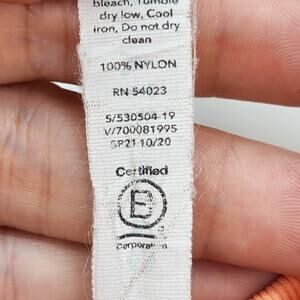 bleach, Tumble
dry low, Cool
iron, Do not dry
clean
100% NYLON
RN 54023
S/530504-19
V/700081995
SP21 10/20
Certified
B
Corporation